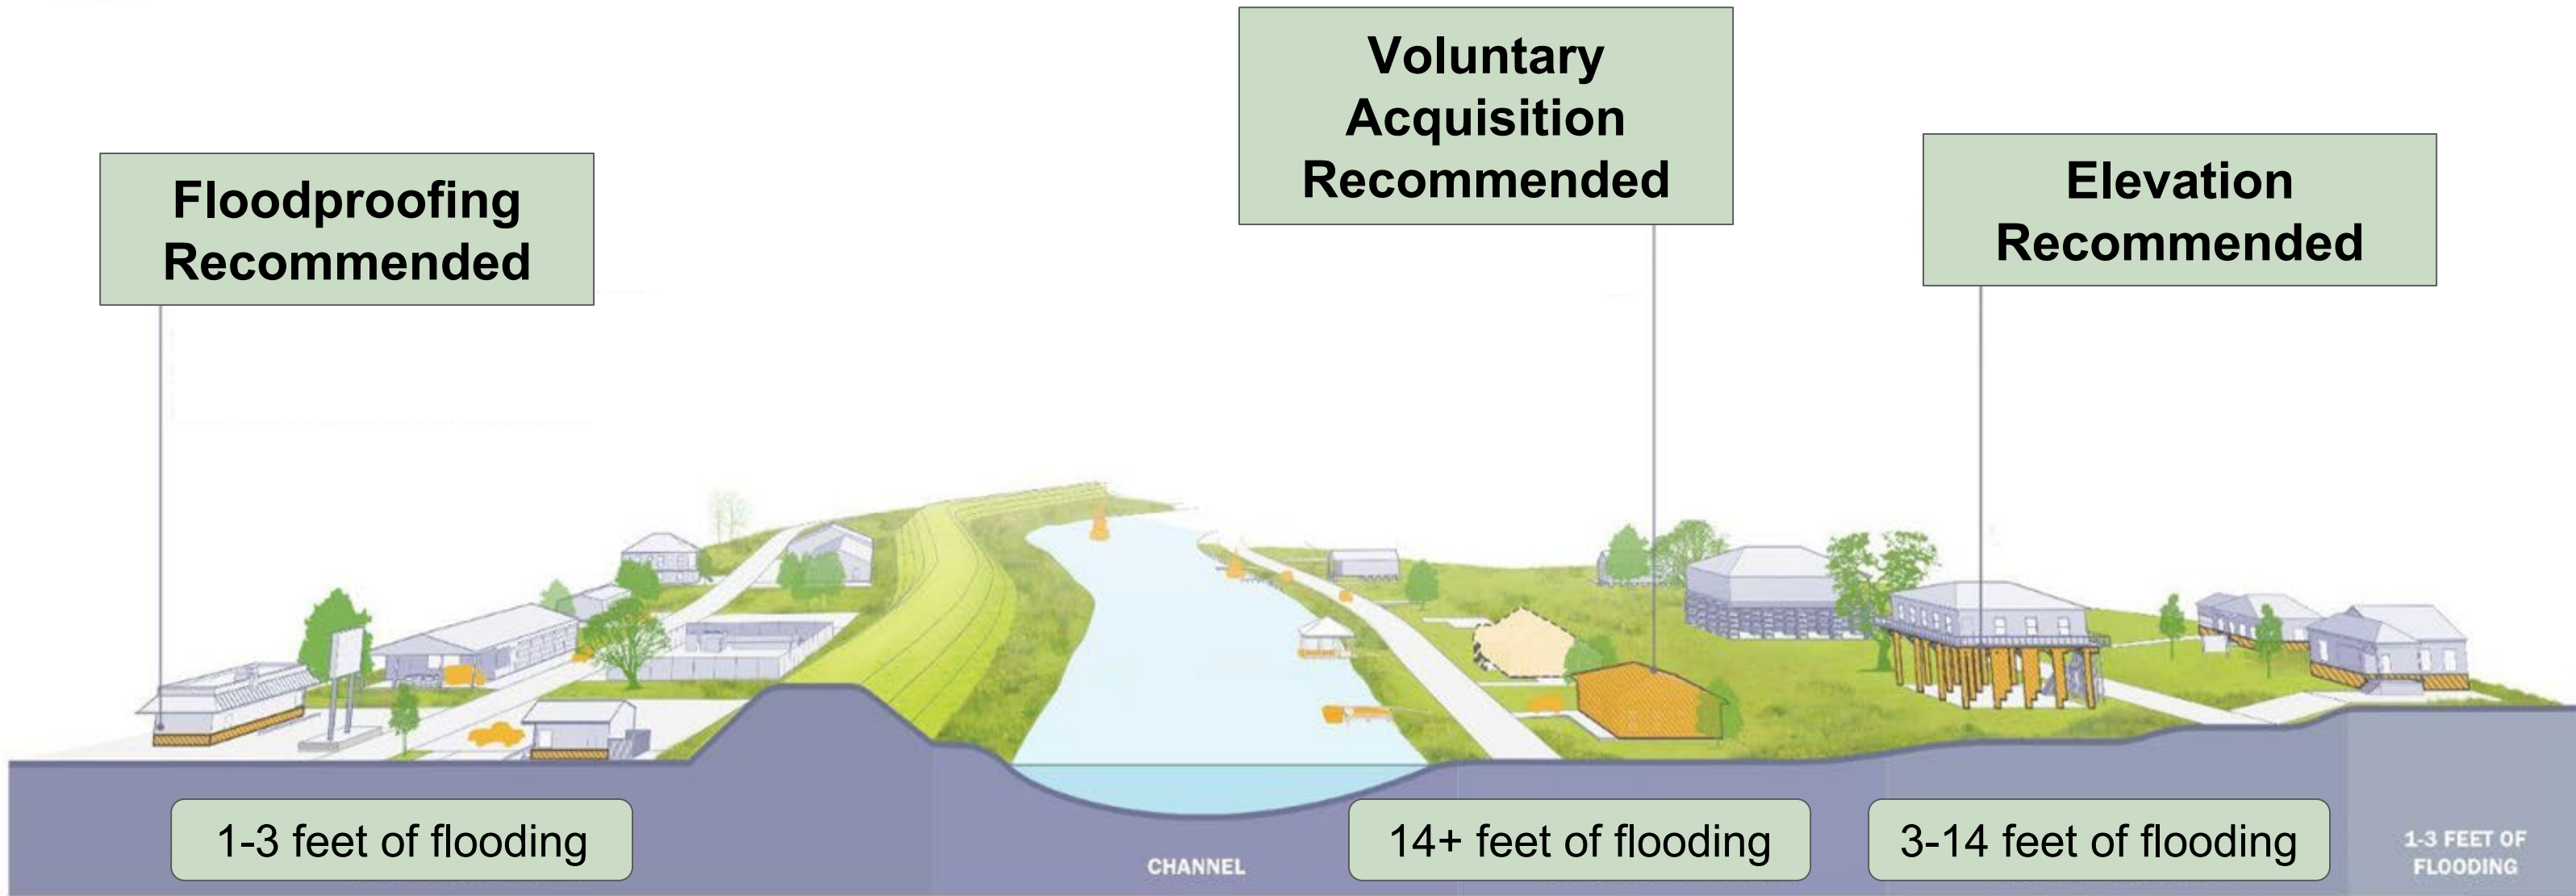 Voluntary
Acquisition
Recommended
Floodproofing
Recommended
Elevation
Recommended
1-3 feet of flooding
CHANNEL
14+ feet of flooding
3-14 feet of flooding
1-3 FEET OF
FLOODING